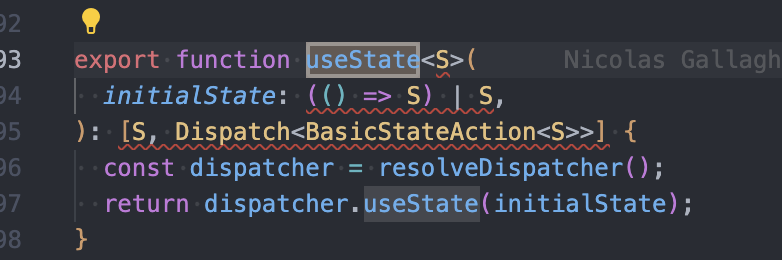 92
93 export function useState<S>( Nicolas Gallagh
94 initialState: (() => S) | S,
95 ): [S, Dispatch<BasicStateAction<S>>] {
96 const dispatcher = resolveDispatcher();
97 return dispatcher.useState(initialState);
98 }